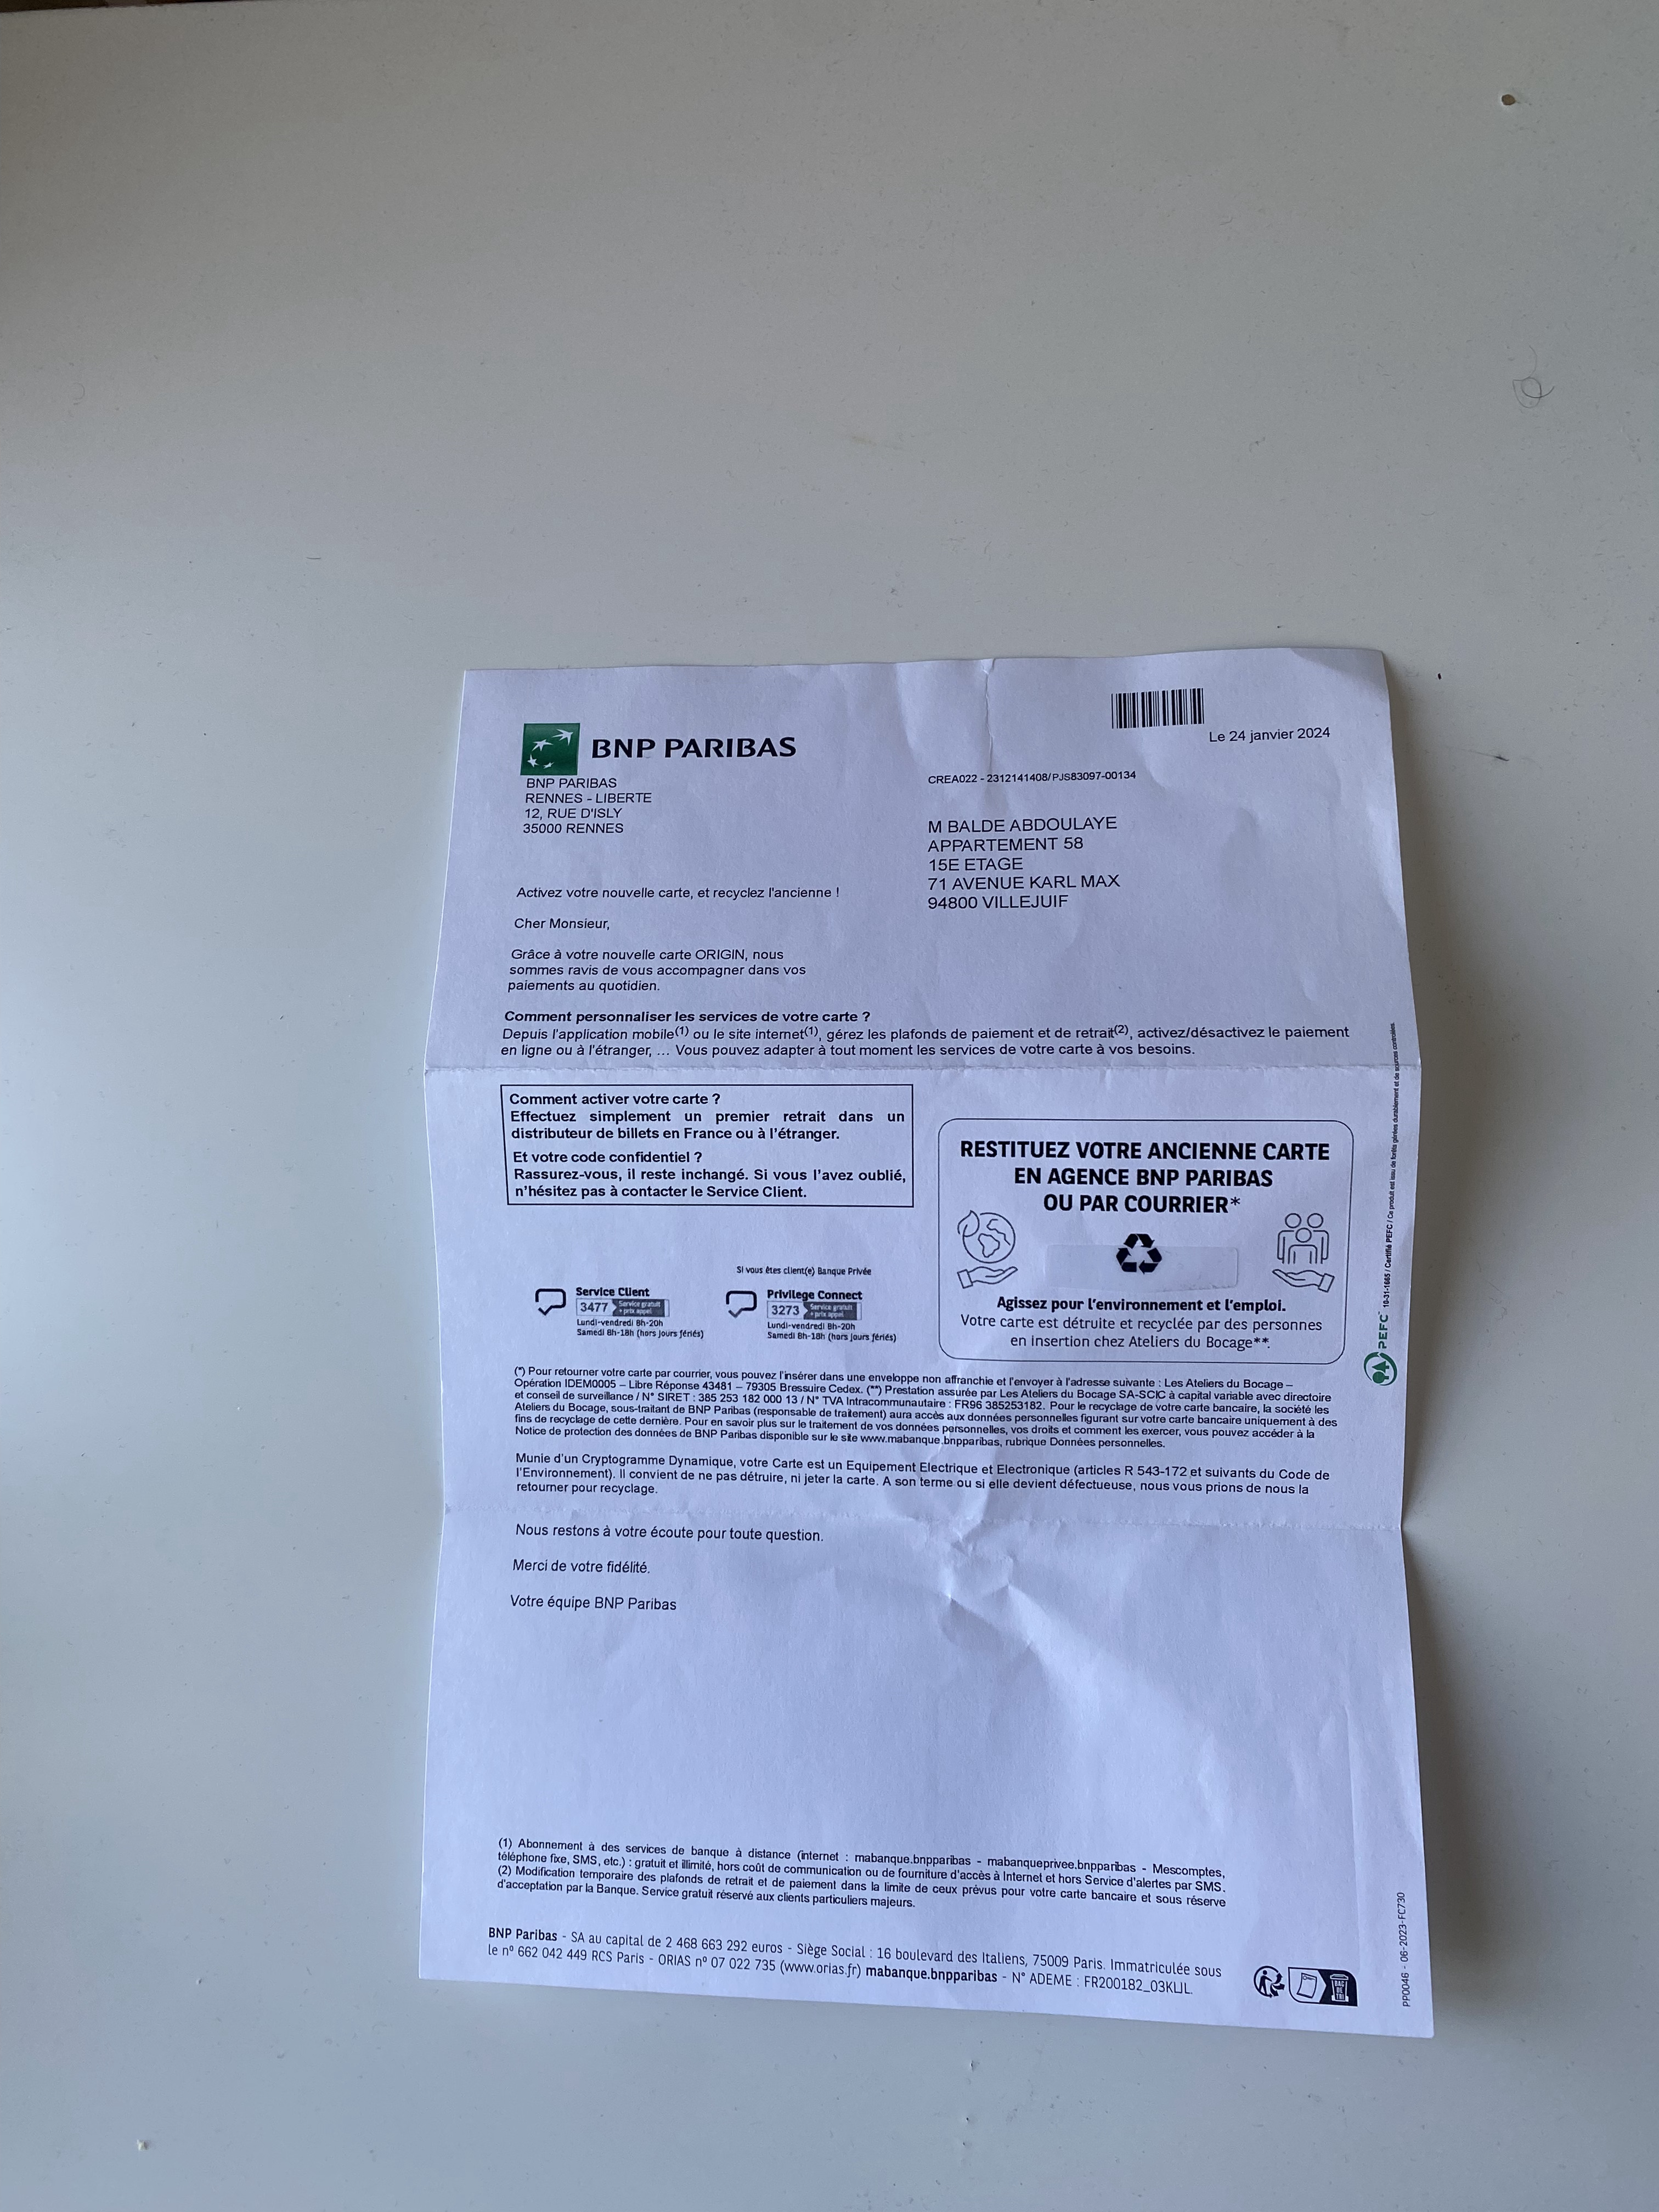 BNP PARIBAS
Le 24 janvier 2024
BNP PARIBAS
RENNES - LIBERTE
12, RUE D'ISLY
35000 RENNES
CREA022 - 2312141408/PJS83097-00134
M BALDE ABDOULAYE
APPARTEMENT 58
15E ETAGE
71 AVENUE KARL MAX
94800 VILLEJUIF
Activez votre nouvelle carte, et recyclez l'ancienne !
Cher Monsieur,
Grâce à votre nouvelle carte ORIGIN, nous
sommes ravis de vous accompagner dans vos
paiements au quotidien.
Comment personnaliser les services de votre carte ?
Depuis l'application mobile(1) ou le site internet(1), gérez les plafonds de paiement et de retrait(2), activez/désactivez le paiement
en ligne ou à l'étranger, … Vous pouvez adapter à tout moment les services de votre carte à vos besoins.
Comment activer votre carte ?
Effectuez simplement un premier retrait dans un
distributeur de billets en France ou à l'étranger.
Et votre code confidentiel ?
Rassurez-vous, il reste inchangé. Si vous l'avez oublié,
n'hésitez pas à contacter le Service Client.
RESTITUEZ VOTRE ANCIENNE CARTE
EN AGENCE BNP PARIBAS
OU PAR COURRIER*
Agissez pour l'environnement et l'emploi.
Votre carte est détruite et recyclée par des personnes
en insertion chez Ateliers du Bocage**.
Service Client
3477 Service gratuit
+ prix appel
Lundi-vendredi 8h-20h
Samedi 8h-18h (hors jours fériés)
Si vous êtes client(e) Banque Privée
Privilege Connect
3273 Service gratuit
+ prix appel
Lundi-vendredi 8h-20h
Samedi 8h-18h (hors jours fériés)
(*) Pour retourner votre carte par courrier, vous pouvez l'insérer dans une enveloppe non affranchie et l'envoyer à l'adresse suivante : Les Ateliers du Bocage –
Opération IDEM0005 – Libre Réponse 43481 – 79305 Bressuire Cedex. (**) Prestation assurée par Les Ateliers du Bocage SA-SCIC à capital variable avec directoire
et conseil de surveillance / N° SIRET : 385 253 182 000 13 / N° TVA Intracommunautaire : FR96 385253182. Pour le recyclage de votre carte bancaire, la société les
Ateliers du Bocage, sous-traitant de BNP Paribas (responsable de traitement) aura accès aux données personnelles figurant sur votre carte bancaire uniquement à des
fins de recyclage de cette dernière. Pour en savoir plus sur le traitement de vos données personnelles, vos droits et comment les exercer, vous pouvez accéder à la
Notice de protection des données de BNP Paribas disponible sur le site www.mabanque.bnpparibas, rubrique Données personnelles.
Munie d'un Cryptogramme Dynamique, votre Carte est un Equipement Electrique et Electronique (articles R 543-172 et suivants du Code de
l'Environnement). Il convient de ne pas détruire, ni jeter la carte. A son terme ou si elle devient défectueuse, nous vous prions de nous la
retourner pour recyclage.
Nous restons à votre écoute pour toute question.
Merci de votre fidélité.
Votre équipe BNP Paribas
(1) Abonnement à des services de banque à distance (internet : mabanque.bnpparibas - mabanqueprivee.bnpparibas - Mescomptes,
téléphone fixe, SMS, etc.) : gratuit et illimité, hors coût de communication ou de fourniture d'accès à Internet et hors Service d'alertes par SMS.
(2) Modification temporaire des plafonds de retrait et de paiement dans la limite de ceux prévus pour votre carte bancaire et sous réserve
d'acceptation par la Banque. Service gratuit réservé aux clients particuliers majeurs.
BNP Paribas - SA au capital de 2 468 663 292 euros - Siège Social : 16 boulevard des Italiens, 75009 Paris. Immatriculée sous
le nº 662 042 449 RCS Paris - ORIAS nº 07 022 735 (www.orias.fr) mabanque.bnpparibas - N° ADEME : FR200182_03KLJL.
BAC
DE
TRI
PEFC 10-31-1665 / Certifié PEFC / Ce produit est issu de forêts gérées durablement et de sources contrôlées.
PP0046 - 06-2023-FC730